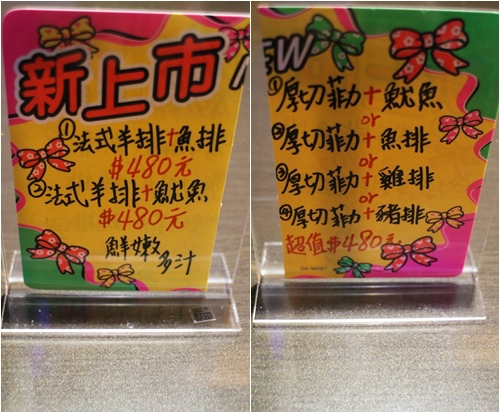 新上市
①法式羊排+魚排
$480元
②法式羊排+魷魚
$480元
鮮嫩多汁
NEW
①厚切菲力+魷魚
or
②厚切菲力+魚排
or
③厚切菲力+雞排
or
④厚切菲力+豬排
超值$480元